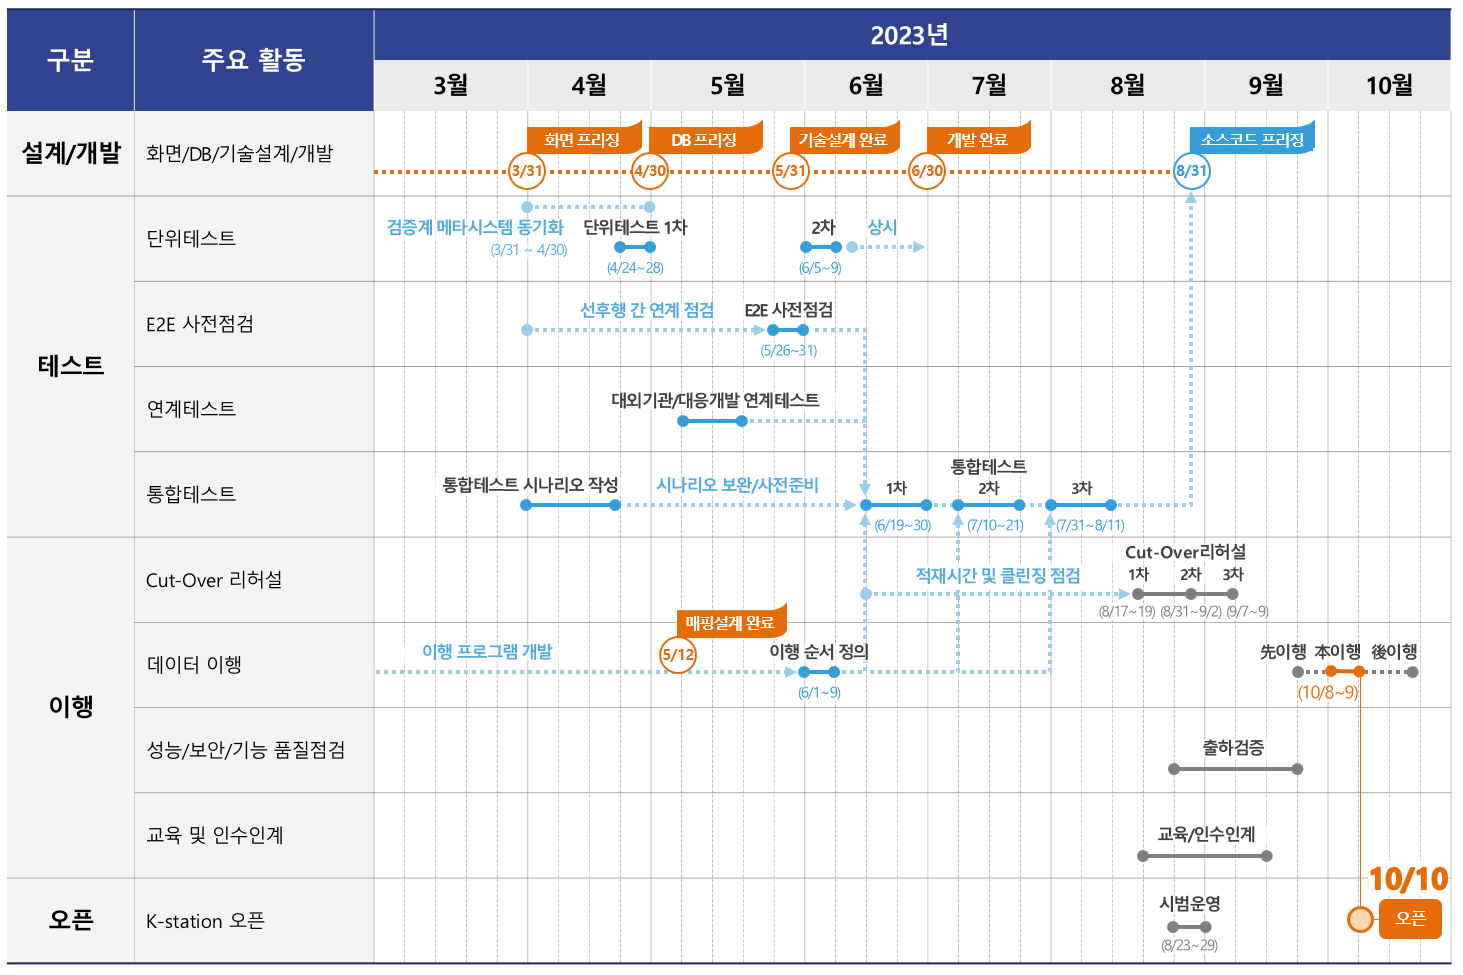 구분
주요 활동
2023년
3월
4월
5월
6월
7월
8월
9월
10월
설계/개발
화면/DB/기술설계/개발
화면 프리징
DB 프리징
기술설계 완료
개발 완료
소스코드 프리징
3/31
4/30
5/31
6/30
8/31
테스트
단위테스트
검증계 메타시스템 동기화
(3/31 ~ 4/30)
단위테스트 1차
(4/24~28)
2차
(6/5~9)
상시
E2E 사전점검
선후행 간 연계 점검
E2E 사전점검
(5/26~31)
연계테스트
대외기관/대응개발 연계테스트
통합테스트
통합테스트 시나리오 작성
시나리오 보완/사전준비
통합테스트
1차
2차
3차
(6/19~30)
(7/10~21)
(7/31~8/11)
이행
Cut-Over 리허설
적재시간 및 클린징 점검
Cut-Over리허설
1차
2차
3차
(8/17~19)
(8/31~9/2)
(9/7~9)
데이터 이행
이행 프로그램 개발
매핑설계 완료
5/12
이행 순서 정의
(6/1~9)
先이행
本이행
後이행
(10/8~9)
성능/보안/기능 품질점검
출하검증
교육 및 인수인계
교육/인수인계
오픈
K-station 오픈
시범운영
(8/23~29)
10/10
오픈